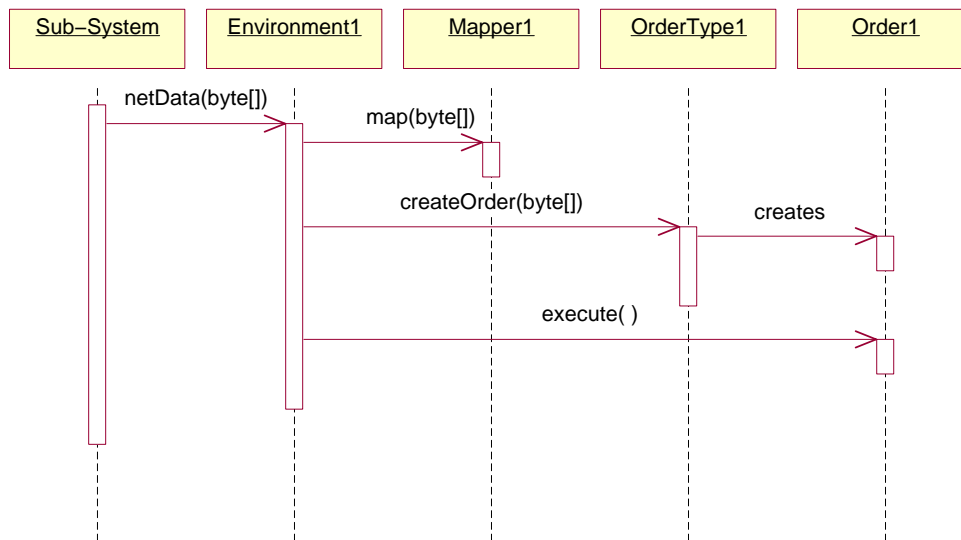 Sub−System
Environment1
Mapper1
OrderType1
Order1
netData(byte[])
map(byte[])
createOrder(byte[])
creates
execute( )